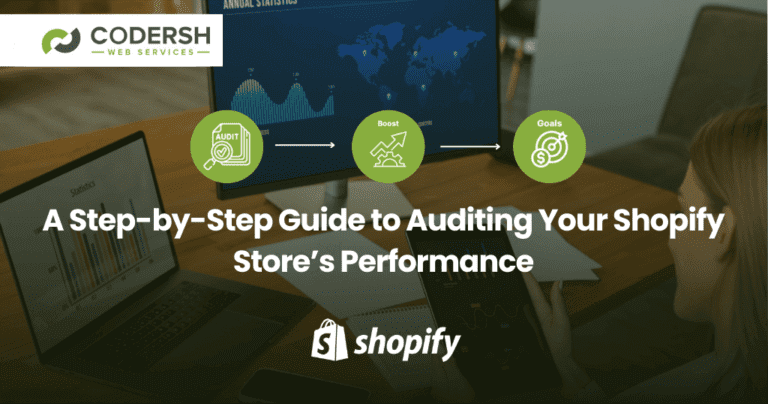 CODERSH
WEB SERVICES
ANNUAL STATISTICS
AUDIT
Boost
Goals
Statistics
A Step-by-Step Guide to Auditing Your Shopify
Store's Performance
shopify